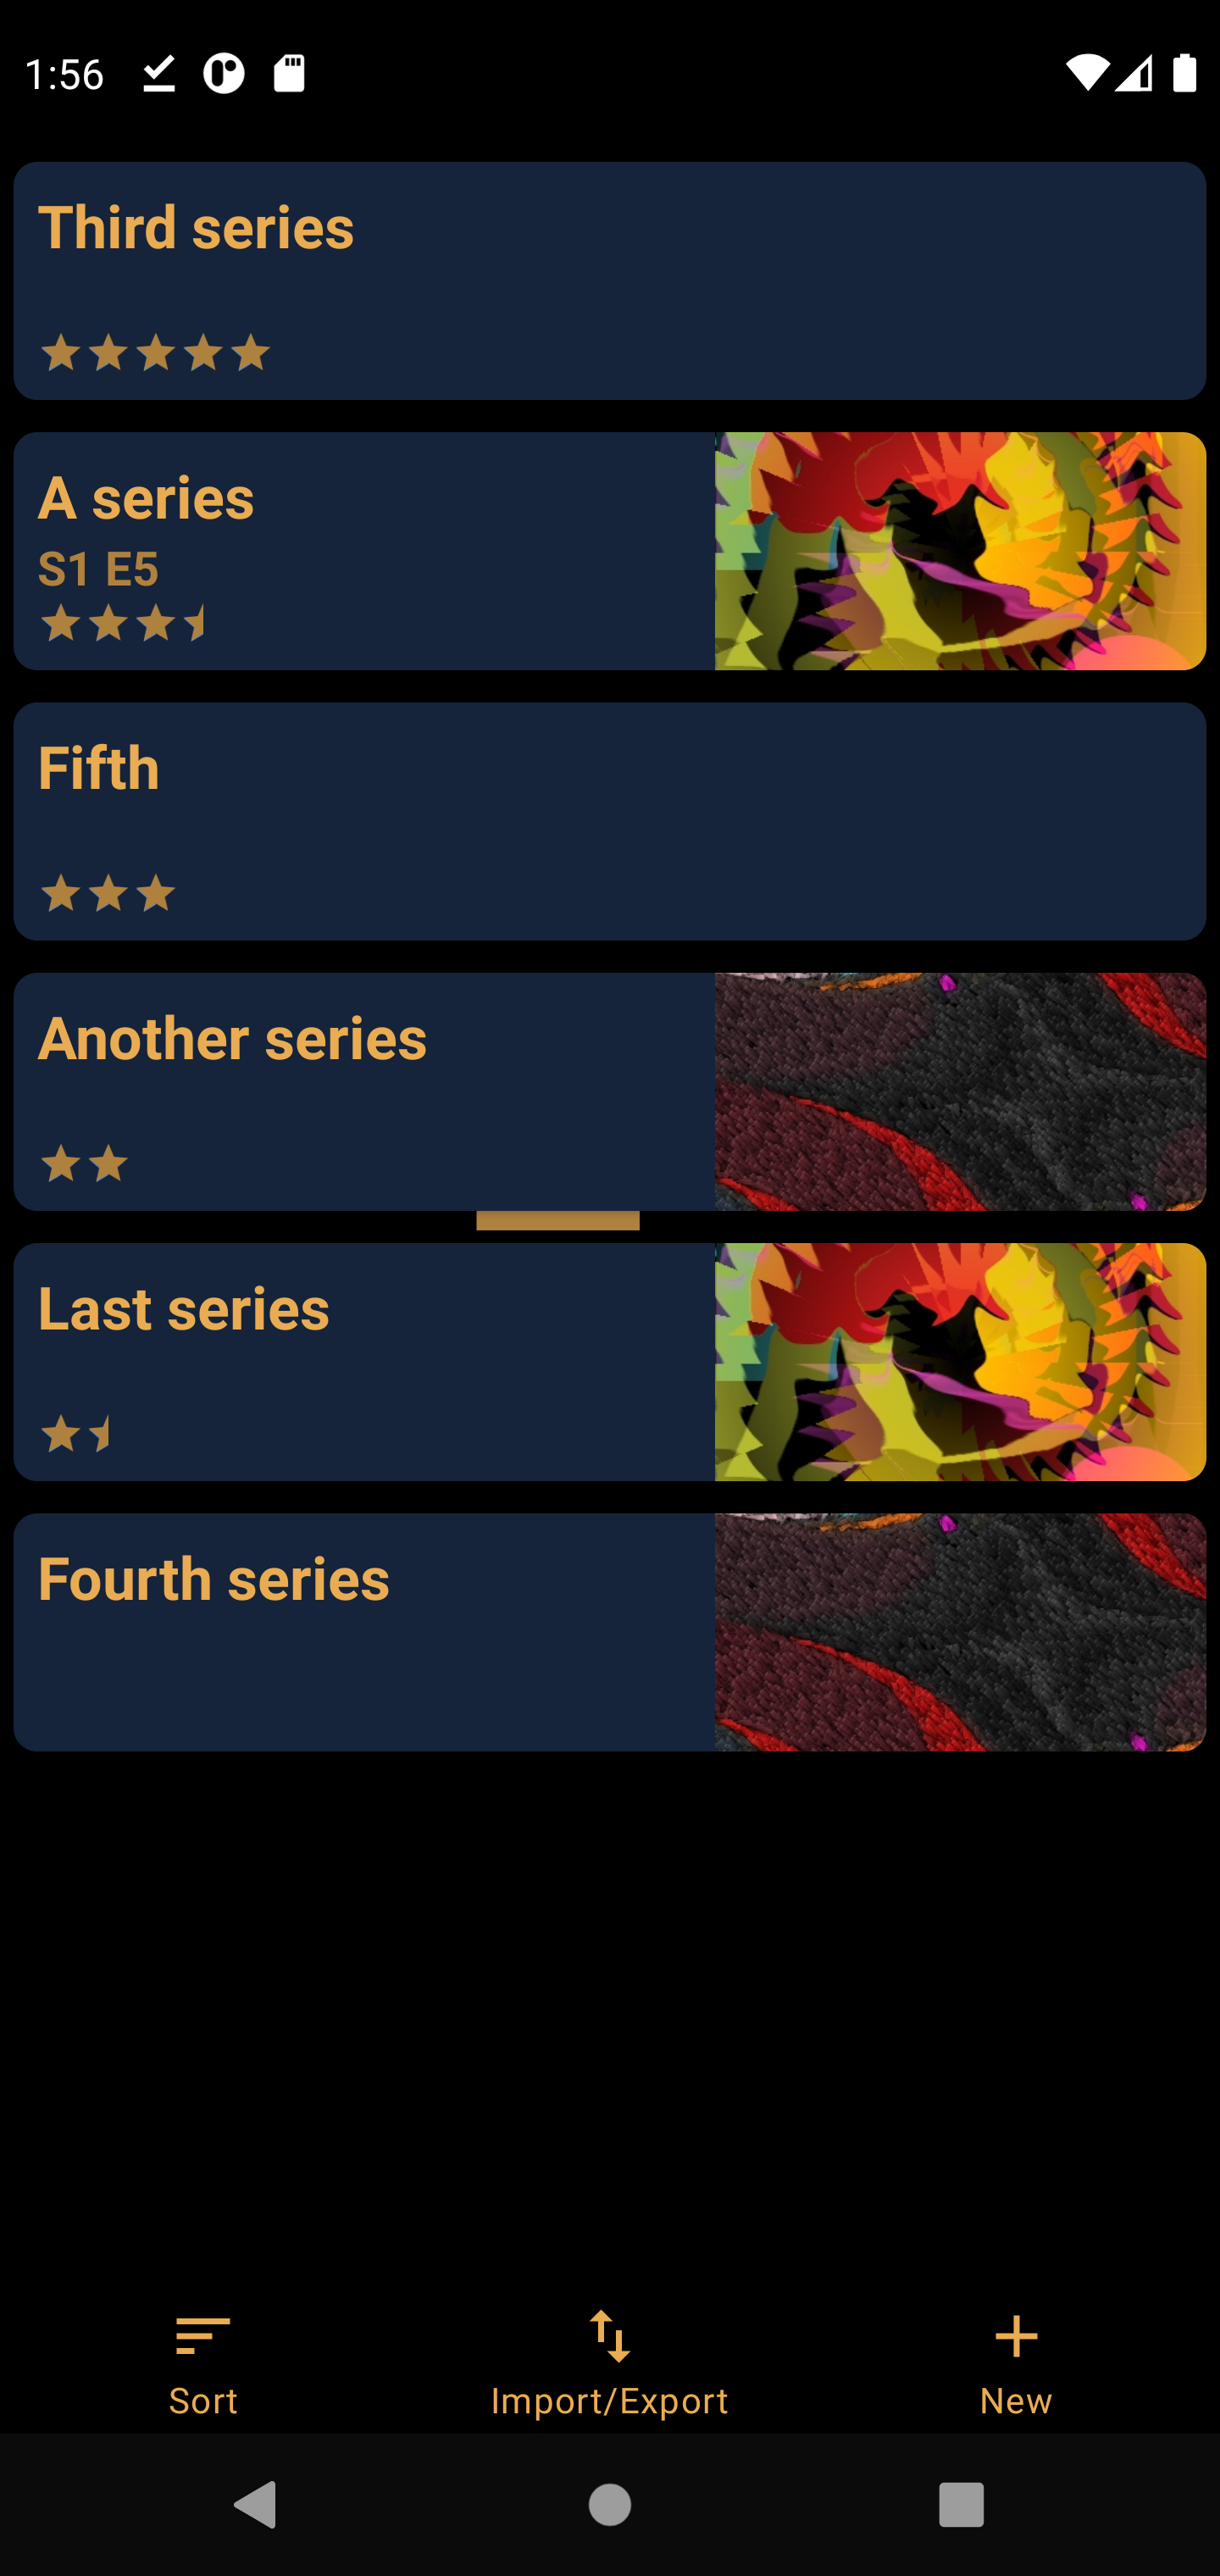 1:56
Third series
A series
S1 E5
Fifth
Another series
Last series
Fourth series
Sort
Import/Export
New